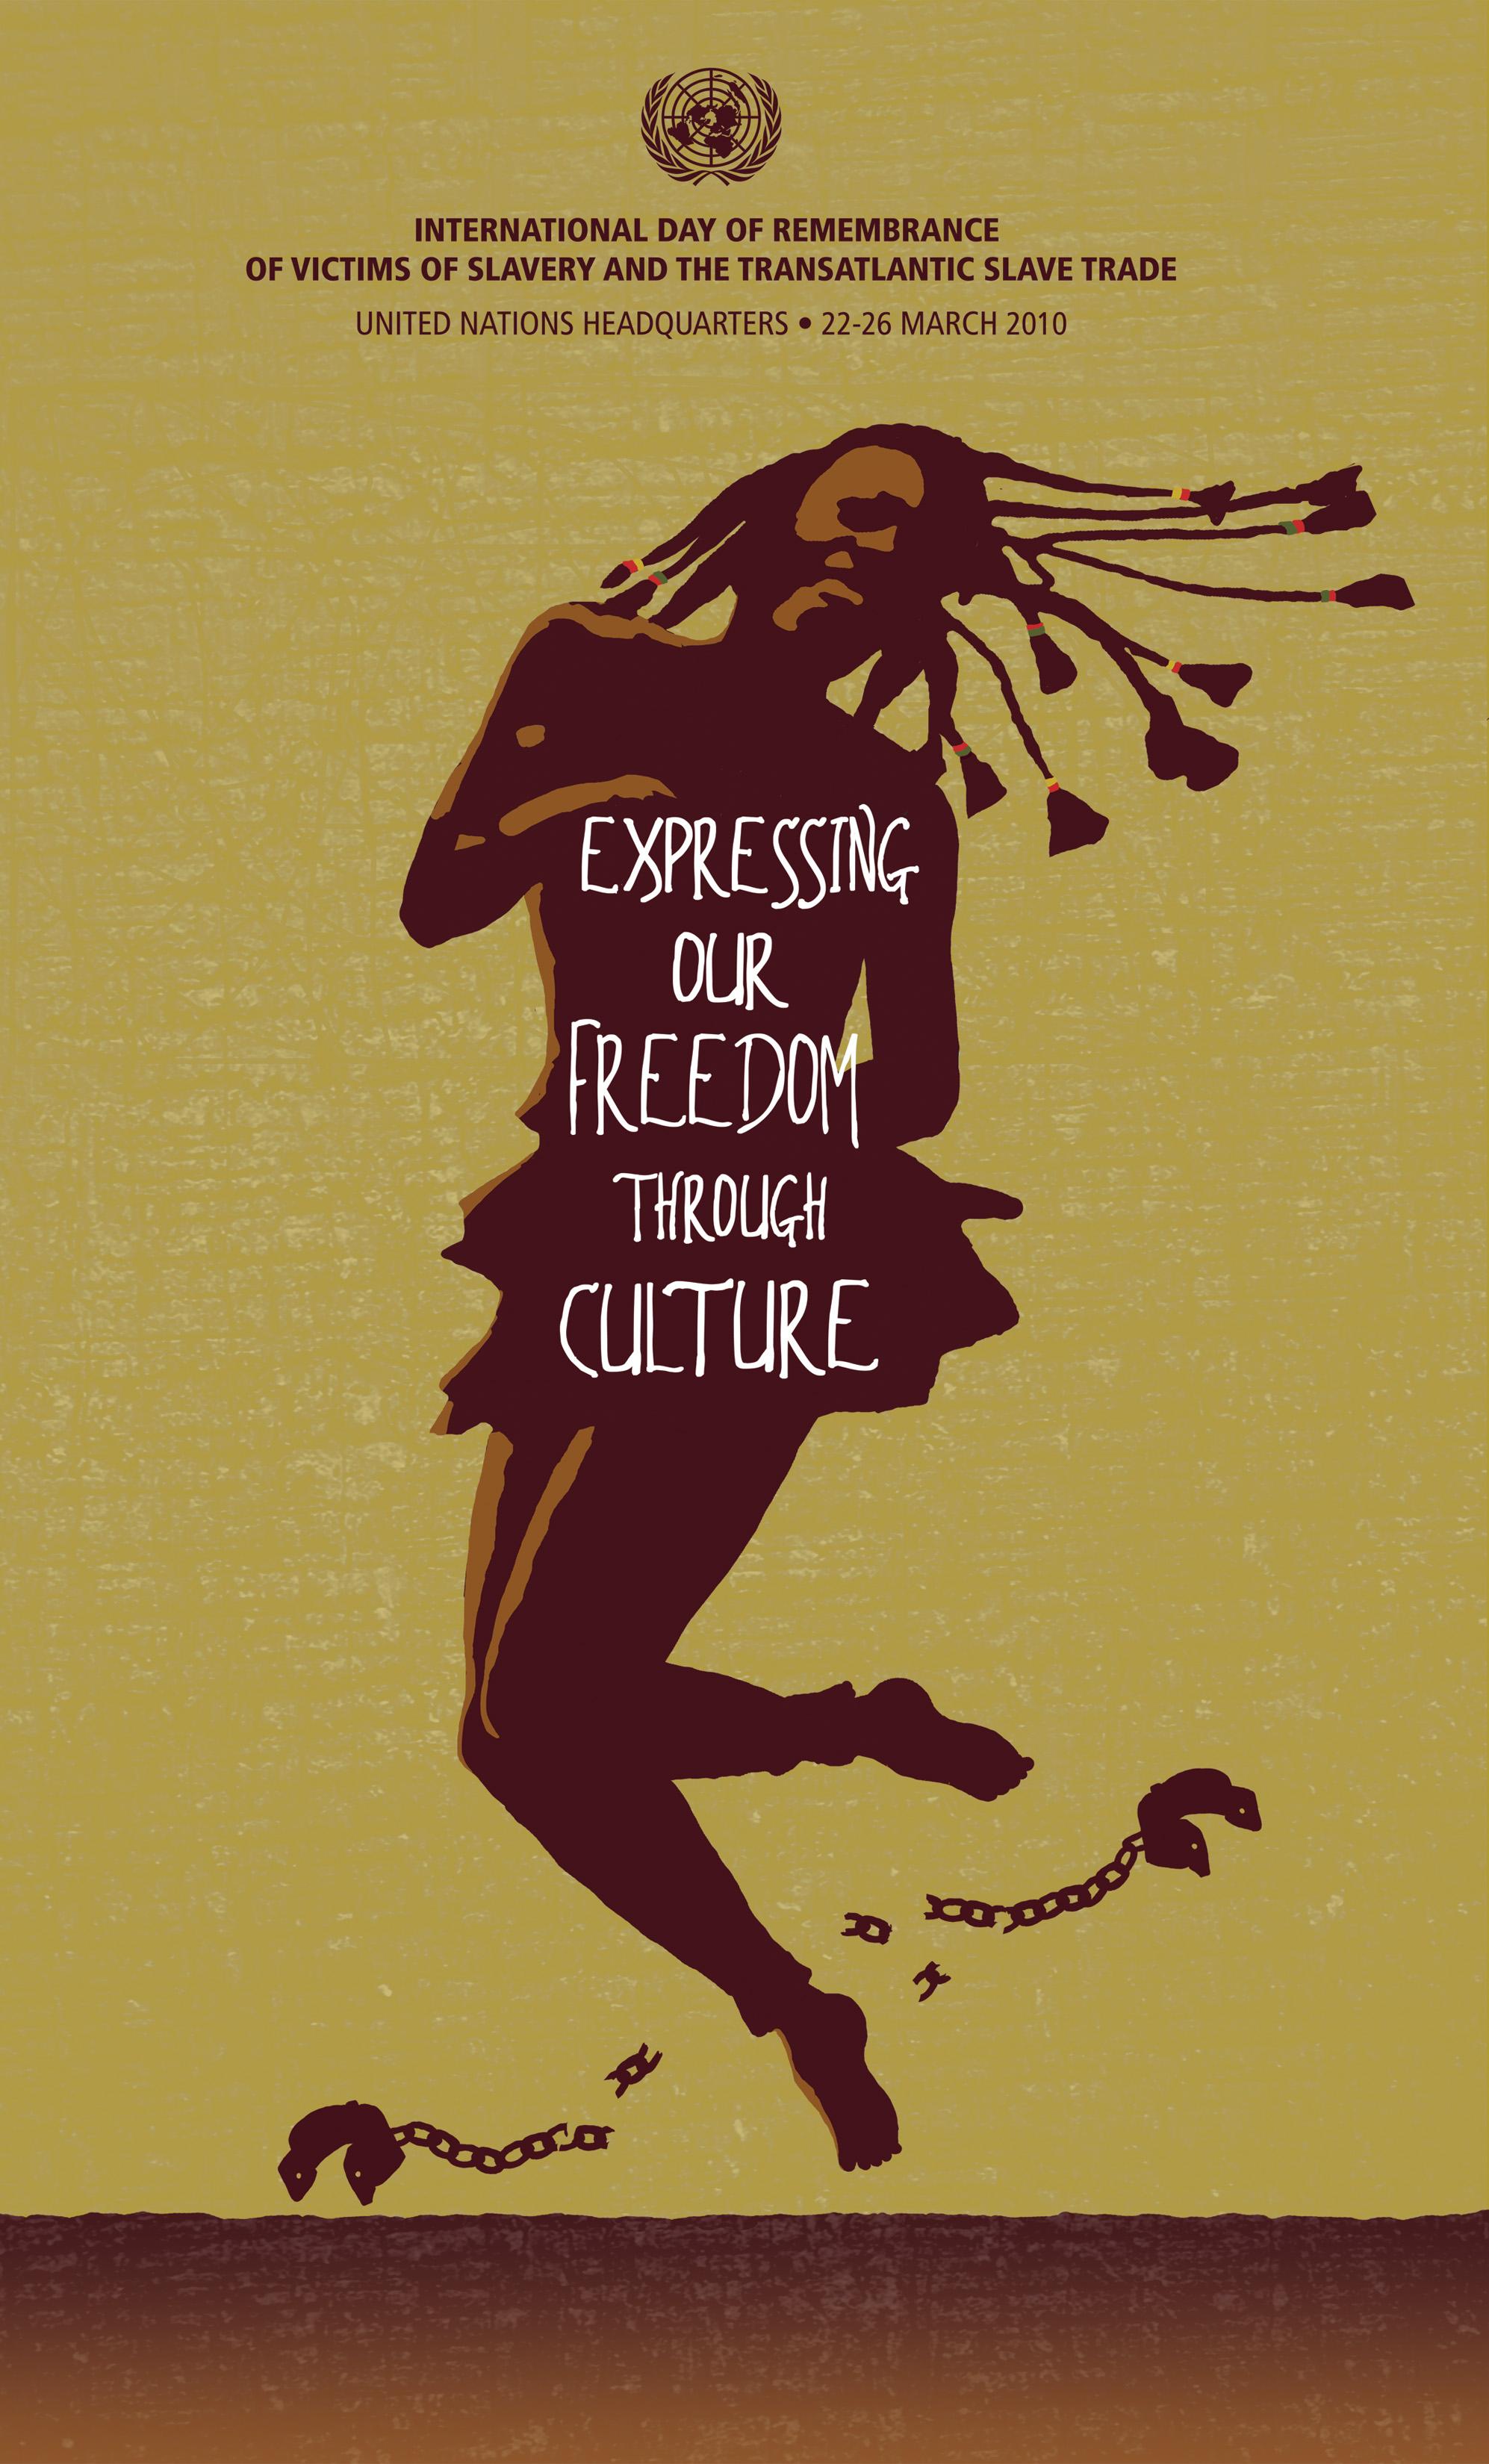 INTERNATIONAL DAY OF REMEMBRANCE
OF VICTIMS OF SLAVERY AND THE TRANSATLANTIC SLAVE TRADE
UNITED NATIONS HEADQUARTERS • 22-26 MARCH 2010
EXPRESSING
OUR
FREEDOM
THROUGH
CULTURE